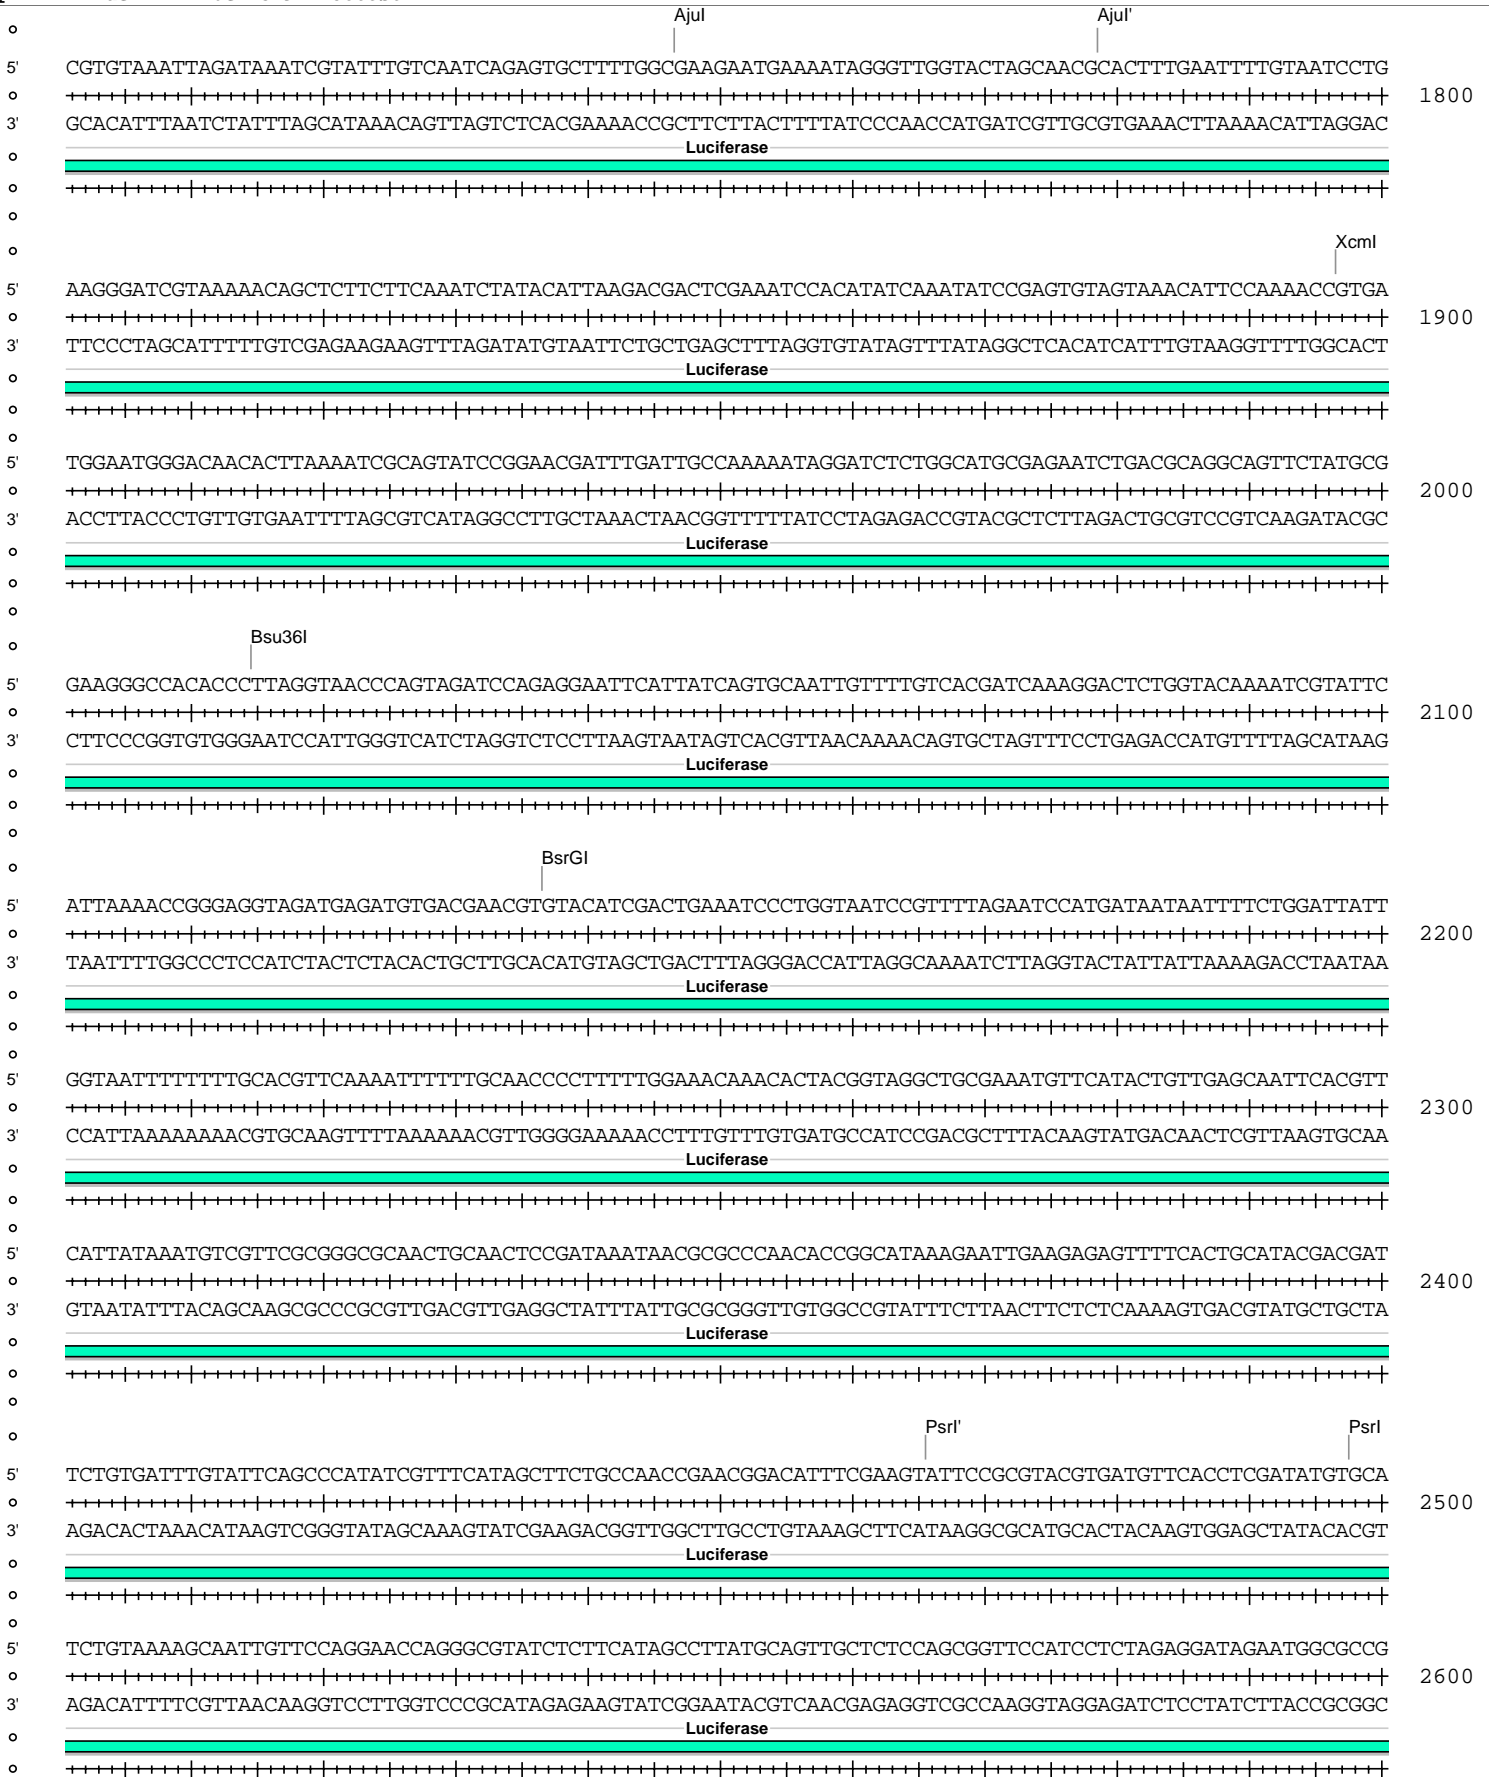 AjuI AjuI'
5' CGTGTAAATTAGATAAATCGTATTTGTCAATCAGAGTGCTTTTGGCGAAGAATGAAAATAGGGTTGGTACTAGCAACGCACTTTGAATTTTGTAATCCTG
1800
3' GCACATTTAATCTATTTAGCATAAACAGTTAGTCTCACGAAAACCGCTTCTTACTTTTATCCCAACCATGATCGTTGCGTGAAACTTAAAACATTAGGAC
Luciferase
XcmI
5' AAGGGATCGTAAAAACAGCTCTTCTTCAAATCTATACATTAAGACGACTCGAAATCCACATATCAAATATCCGAGTGTAGTAAACATTCCAAAACCGTGA
1900
3' TTCCCTAGCATTTTTGTCGAGAAGAAGTTTAGATATGTAATTCTGCTGAGCTTTAGGTGTATAGTTTATAGGCTCACATCATTTGTAAGGTTTTGGCACT
Luciferase
5' TGGAATGGGACAACACTTAAAATCGCAGTATCCGGAACGATTTGATTGCCAAAAATAGGATCTCTGGCATGCGAGAATCTGACGCAGGCAGTTCTATGCG
2000
3' ACCTTACCCTGTTGTGAATTTTAGCGTCATAGGCCTTGCTAAACTAACGGTTTTTATCCTAGAGACCGTACGCTCTTAGACTGCGTCCGTCAAGATACGC
Luciferase
Bsu36I
5' GAAGGGCCACACCCTTAGGTAACCCAGTAGATCCAGAGGAATTCATTATCAGTGCAATTGTTTTGTCACGATCAAAGGACTCTGGTACAAAATCGTATTC
2100
3' CTTCCCGGTGTGGGAATCCATTGGGTCATCTAGGTCTCCTTAAGTAATAGTCACGTTAACAAAACAGTGCTAGTTTCCTGAGACCATGTTTTAGCATAAG
Luciferase
BsrGI
5' ATTAAAACCGGGAGGTAGATGAGATGTGACGAACGTGTACATCGACTGAAATCCCTGGTAATCCGTTTTAGAATCCATGATAATAATTTTCTGGATTATT
2200
3' TAATTTTGGCCCTCCATCTACTCTACACTGCTTGCACATGTAGCTGACTTTAGGGACCATTAGGCAAAATCTTAGGTACTATTATTAAAAGACCTAATAA
Luciferase
5' GGTAATTTTTTTTGCACGTTCAAAATTTTTTGCAACCCCTTTTTGGAAACAAACACTACGGTAGGCTGCGAAATGTTCATACTGTTGAGCAATTCACGTT
2300
3' CCATTAAAAAAAACGTGCAAGTTTTAAAAAACGTTGGGGAAAAACCTTTGTTTGTGATGCCATCCGACGCTTTACAAGTATGACAACTCGTTAAGTGCAA
Luciferase
5' CATTATAAATGTCGTTCGCGGGCGCAACTGCAACTCCGATAAATAACGCGCCCAACACCGGCATAAAGAATTGAAGAGAGTTTTCACTGCATACGACGAT
2400
3' GTAATATTTACAGCAAGCGCCCGCGTTGACGTTGAGGCTATTTATTGCGCGGGTTGTGGCCGTATTTCTTAACTTCTCTCAAAAGTGACGTATGCTGCTA
Luciferase
PsrI' PsrI
5' TCTGTGATTTGTATTCAGCCCATATCGTTTCATAGCTTCTGCCAACCGAACGGACATTTCGAAGTATTCCGCGTACGTGATGTTCACCTCGATATGTGCA
2500
3' AGACACTAAACATAAGTCGGGTATAGCAAAGTATCGAAGACGGTTGGCTTGCCTGTAAAGCTTCATAAGGCGCATGCACTACAAGTGGAGCTATACACGT
Luciferase
5' TCTGTAAAAGCAATTGTTCCAGGAACCAGGGCGTATCTCTTCATAGCCTTATGCAGTTGCTCTCCAGCGGTTCCATCCTCTAGAGGATAGAATGGCGCCG
2600
3' AGACATTTTCGTTAACAAGGTCCTTGGTCCCGCATAGAGAAGTATCGGAATACGTCAACGAGAGGTCGCCAAGGTAGGAGATCTCCTATCTTACCGCGGC
Luciferase